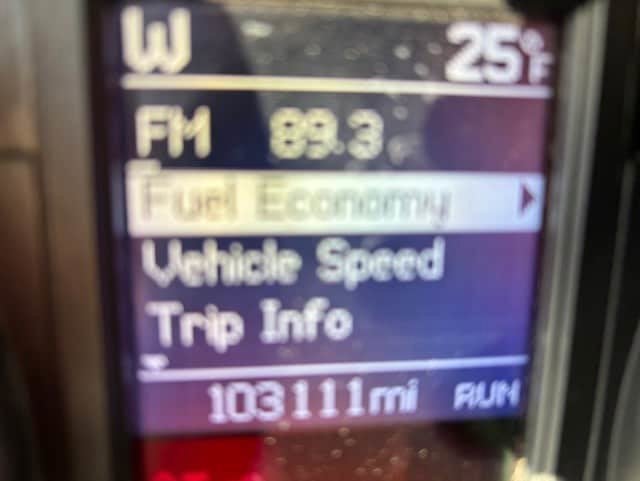 W 25°F
FM 89.3
Fuel Economy
Vehicle Speed
Trip Info
103111mi RUN